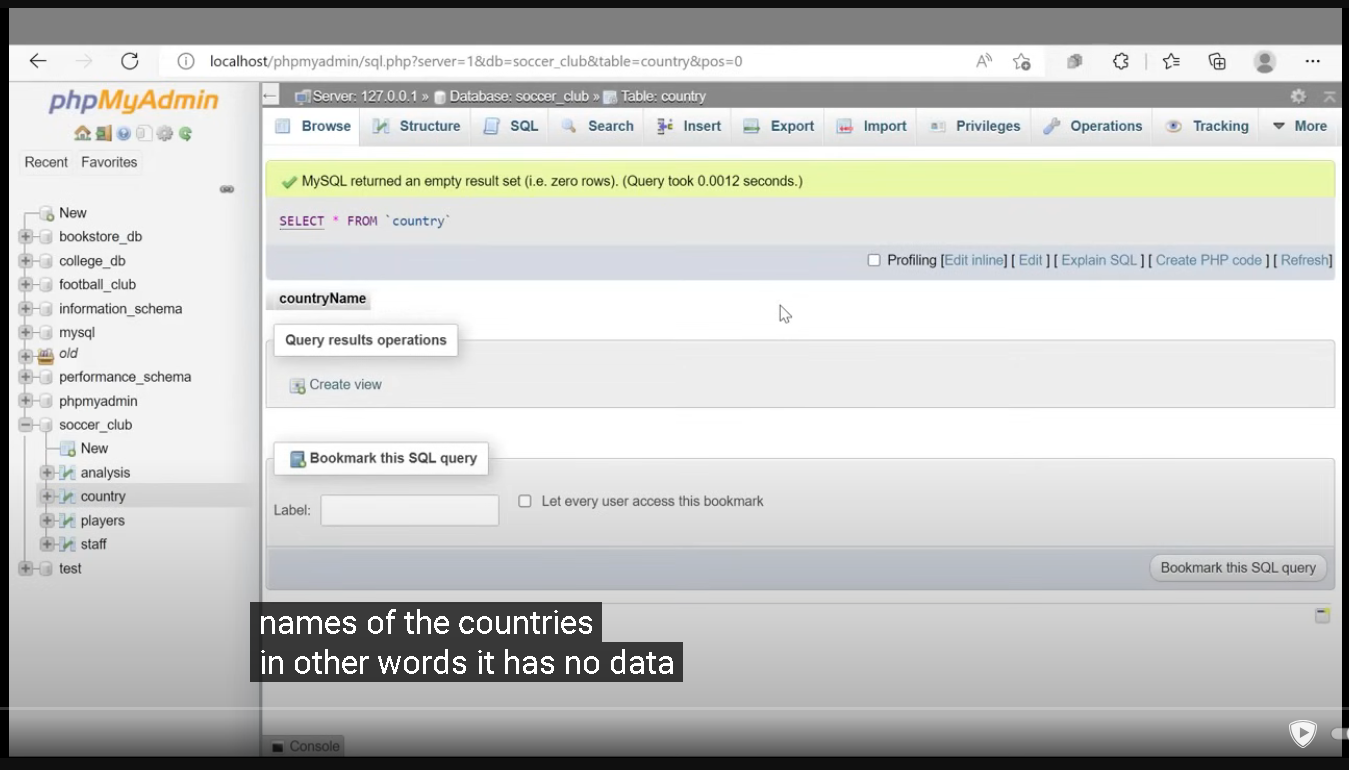 localhost/phpmyadmin/sql.php?server=1&db=soccer_club&table=country&pos=0
phpMyAdmin
Recent Favorites
New
bookstore_db
college_db
football_club
information_schema
mysql
old
performance_schema
phpmyadmin
soccer_club
New
analysis
country
players
staff
test
Server: 127.0.0.1 » Database: soccer_club » Table: country
Browse Structure SQL Search Insert Export Import Privileges Operations Tracking More
MySQL returned an empty result set (i.e. zero rows). (Query took 0.0012 seconds.)
SELECT * FROM `country`
Profiling [Edit inline] [ Edit ] [ Explain SQL ] [ Create PHP code ] [ Refresh]
countryName
Query results operations
Create view
Bookmark this SQL query
Label: Let every user access this bookmark
Bookmark this SQL query
names of the countries
in other words it has no data
Console